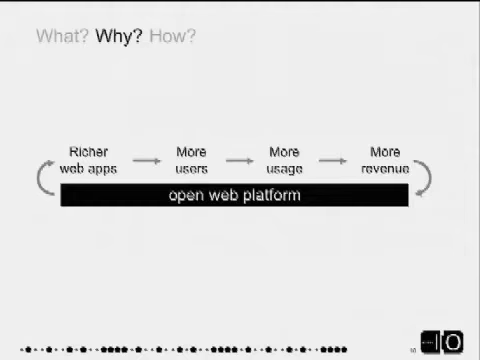 What? Why? How?
Richer web apps
More users
More usage
More revenue
open web platform
IO